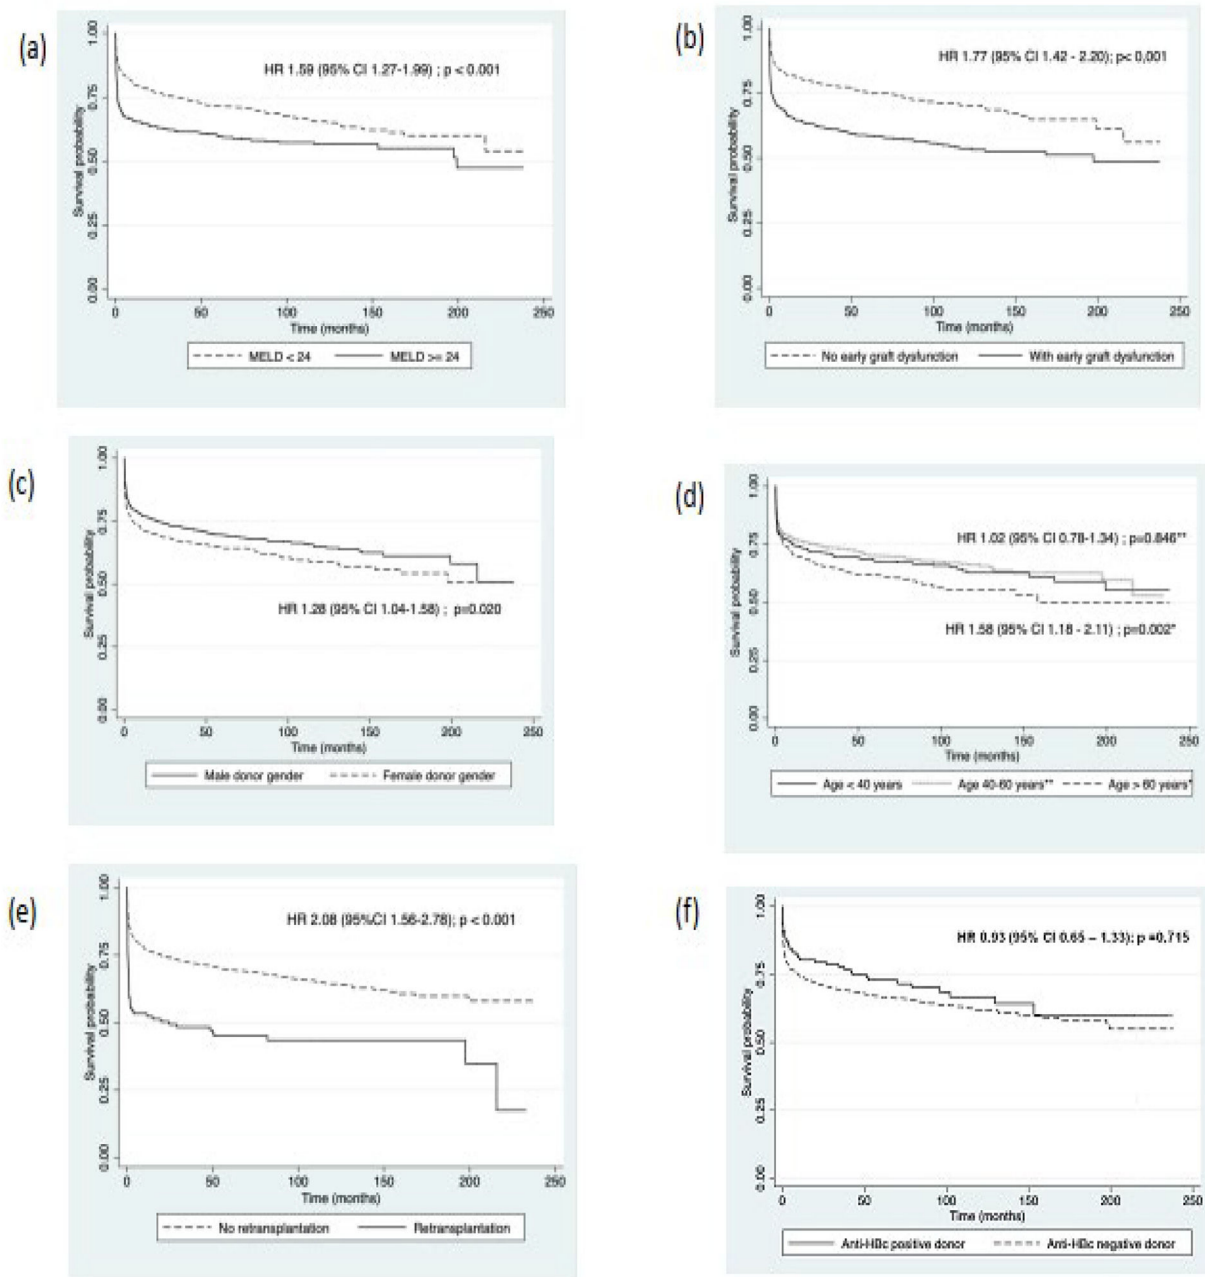 (a)
HR 1.59 (95% CI 1.27-1.99) ; p < 0.001
Survival probability
1.00
0.75
0.50
0.25
0.00
0 50 100 150 200 250
Time (months)
MELD < 24 MELD >= 24
(b)
HR 1.77 (95% CI 1.42 - 2.20); p< 0,001
Survival probability
1.00
0.75
0.50
0.25
0.00
0 50 100 150 200 250
Time (months)
No early graft dysfunction With early graft dysfunction
(c)
Survival probability
1.00
0.75
0.50
0.25
0.00
HR 1.28 (95% CI 1.04-1.58) ; p=0.020
0 50 100 150 200 250
Time (months)
Male donor gender Female donor gender
(d)
HR 1.02 (95% CI 0.78-1.34) ; p=0.846**
Survival probability
1.00
0.75
0.50
0.25
0.00
HR 1.58 (95% CI 1.18 - 2.11) ; p=0.002*
0 50 100 150 200 250
Time (months)
Age < 40 years Age 40-60 years** Age > 60 years*
(e)
HR 2.08 (95%CI 1.56-2.78); p < 0.001
Survival probability
1.00
0.75
0.50
0.25
0.00
0 50 100 150 200 250
Time (months)
No retransplantation Retransplantation
(f)
HR 0.93 (95% CI 0.65 – 1.33); p =0,715
Survival probability
1.00
0.75
0.50
0.25
0.00
0 50 100 150 200 250
Time (months)
Anti-HBc positive donor Anti-HBc negative donor